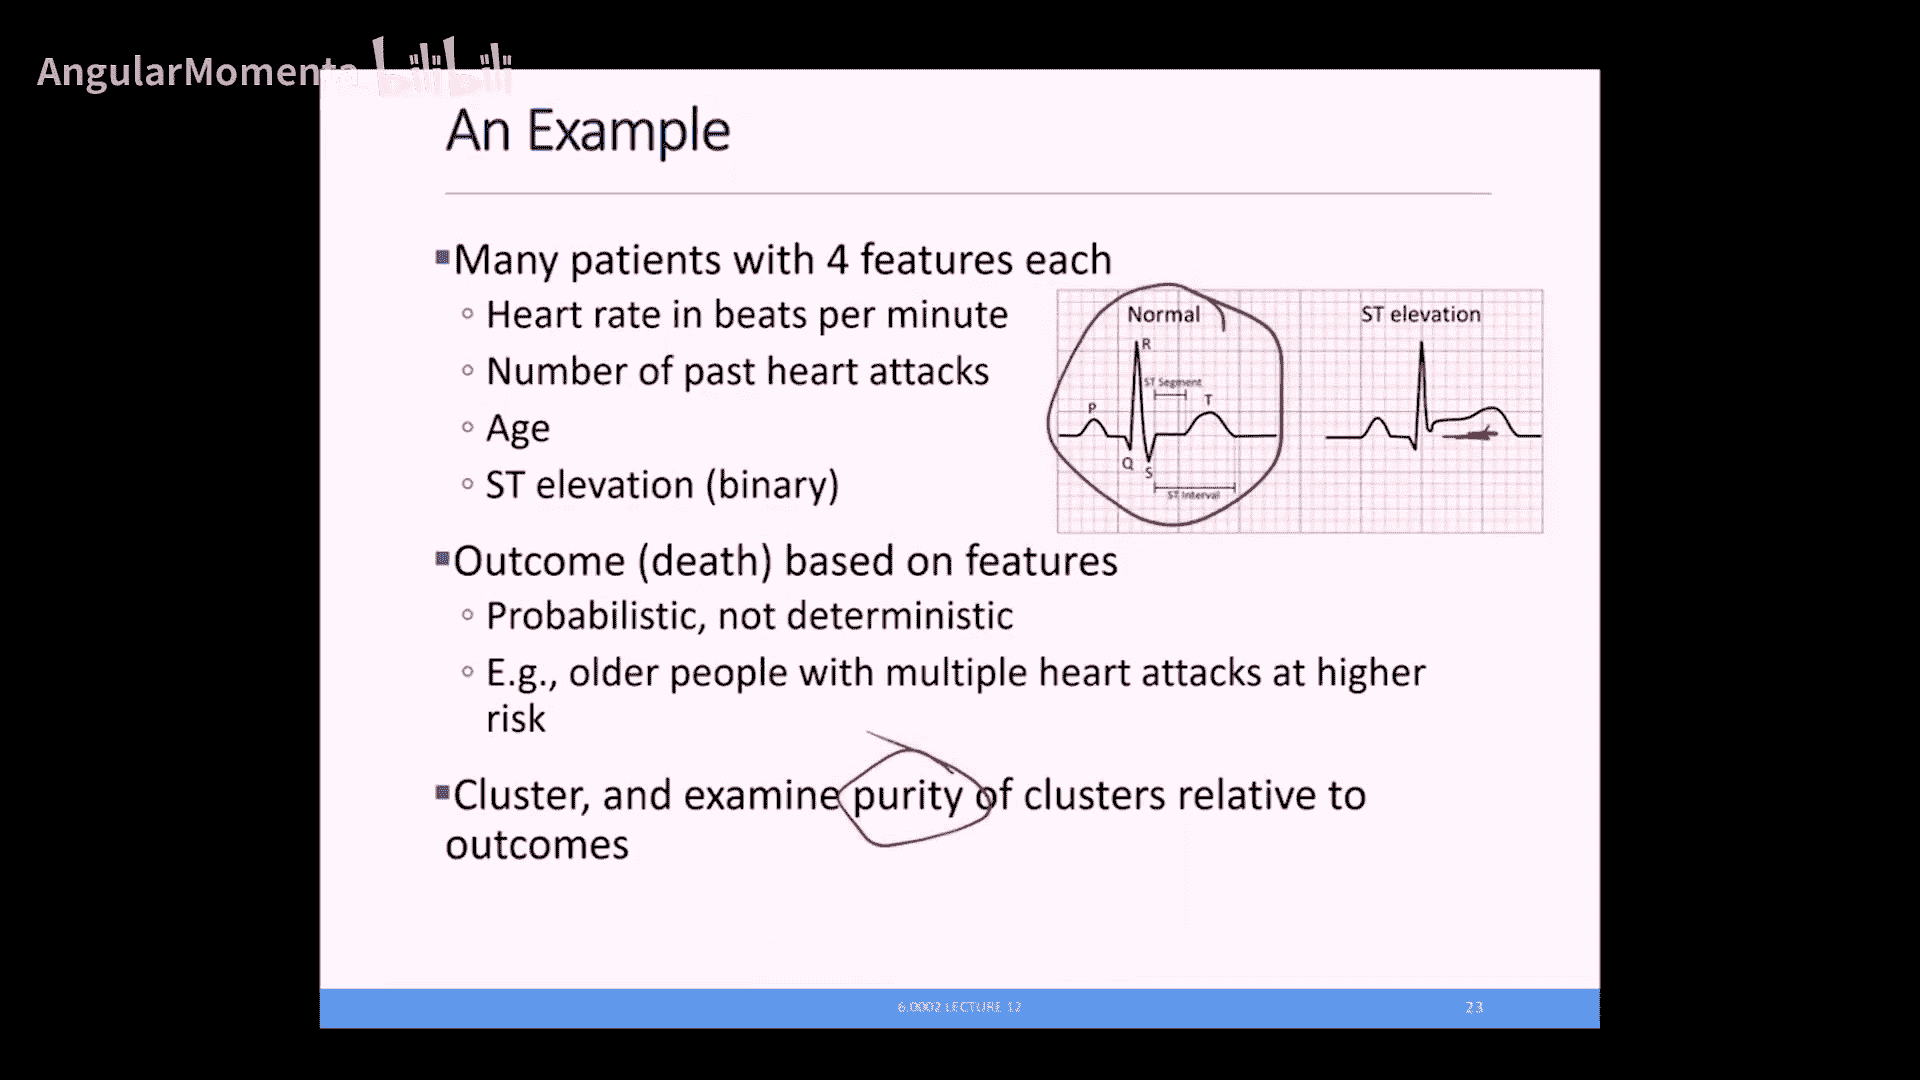 AngularMomenta bilibili
An Example
Many patients with 4 features each
Heart rate in beats per minute
Number of past heart attacks
Age
ST elevation (binary)
Normal
ST elevation
R
ST Segment
P
T
Q
S
ST Interval
Outcome (death) based on features
Probabilistic, not deterministic
E.g., older people with multiple heart attacks at higher
risk
Cluster, and examine purity of clusters relative to
outcomes
6.0002 LECTURE 12
23